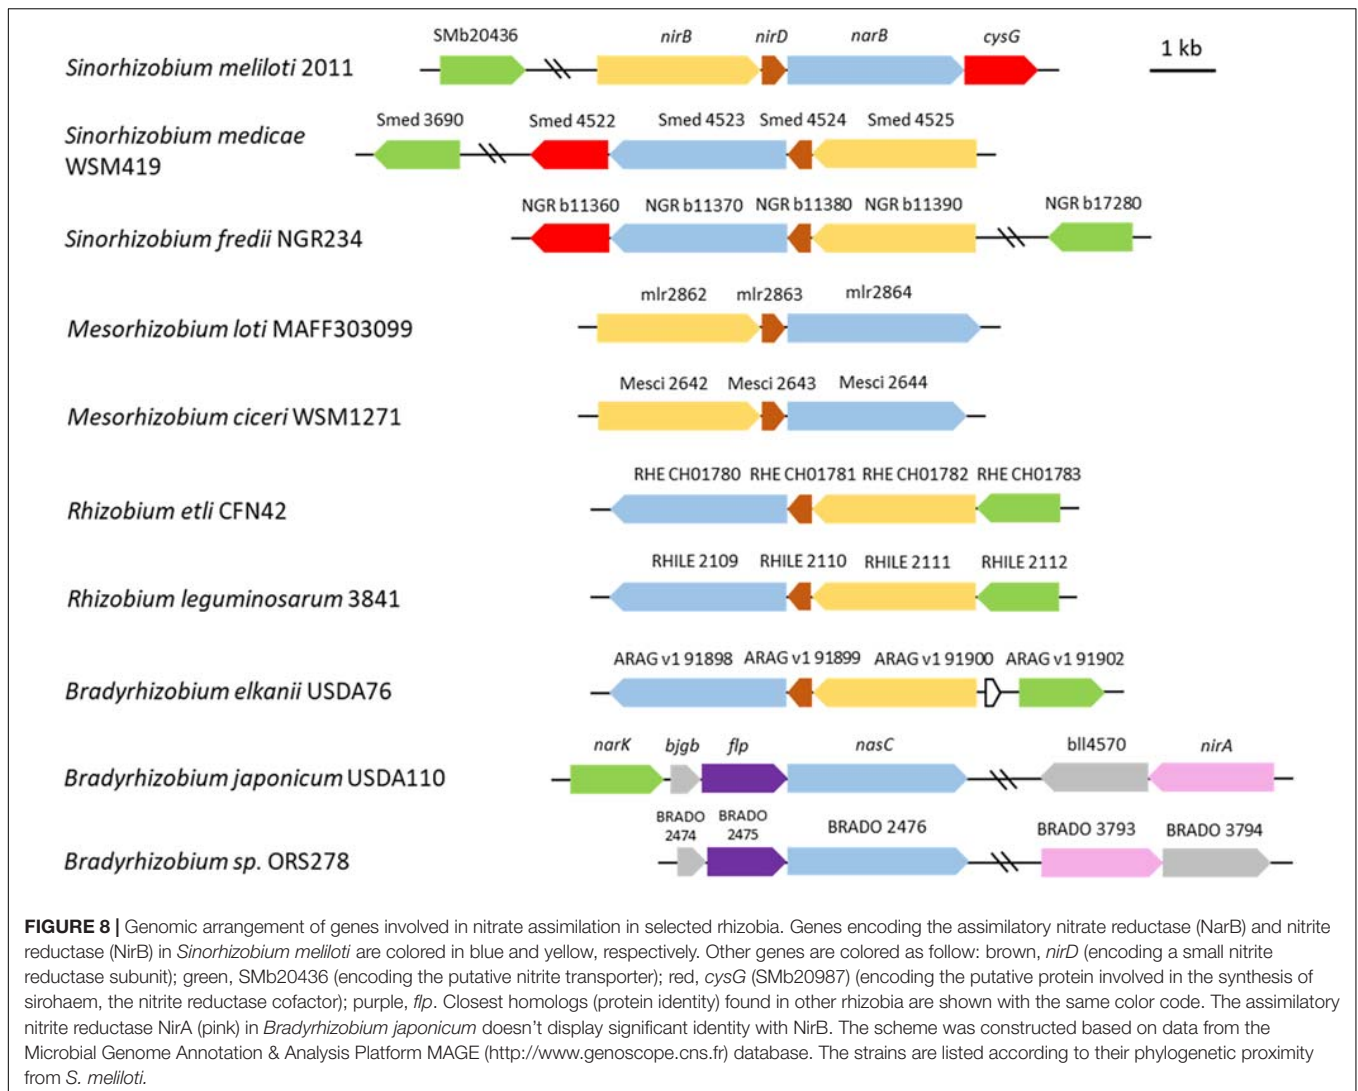 SMb20436 nirB nirD narB cysG
1 kb
Sinorhizobium meliloti 2011
Smed 3690 Smed 4522 Smed 4523 Smed 4524 Smed 4525
Sinorhizobium medicae
WSM419
NGR b11360 NGR b11370 NGR b11380 NGR b11390 NGR b17280
Sinorhizobium fredii NGR234
mlr2862 mlr2863 mlr2864
Mesorhizobium loti MAFF303099
Mesci 2642 Mesci 2643 Mesci 2644
Mesorhizobium ciceri WSM1271
RHE CH01780 RHE CH01781 RHE CH01782 RHE CH01783
Rhizobium etli CFN42
RHILE 2109 RHILE 2110 RHILE 2111 RHILE 2112
Rhizobium leguminosarum 3841
ARAG v1 91898 ARAG v1 91899 ARAG v1 91900 ARAG v1 91902
Bradyrhizobium elkanii USDA76
narK bjgb flp nasC bll4570 nirA
Bradyrhizobium japonicum USDA110
BRADO 2474 BRADO 2475 BRADO 2476 BRADO 3793 BRADO 3794
Bradyrhizobium sp. ORS278
FIGURE 8 | Genomic arrangement of genes involved in nitrate assimilation in selected rhizobia. Genes encoding the assimilatory nitrate reductase (NarB) and nitrite
reductase (NirB) in Sinorhizobium meliloti are colored in blue and yellow, respectively. Other genes are colored as follow: brown, nirD (encoding a small nitrite
reductase subunit); green, SMb20436 (encoding the putative nitrite transporter); red, cysG (SMb20987) (encoding the putative protein involved in the synthesis of
sirohaem, the nitrite reductase cofactor); purple, flp. Closest homologs (protein identity) found in other rhizobia are shown with the same color code. The assimilatory
nitrite reductase NirA (pink) in Bradyrhizobium japonicum doesn't display significant identity with NirB. The scheme was constructed based on data from the
Microbial Genome Annotation & Analysis Platform MAGE (http://www.genoscope.cns.fr) database. The strains are listed according to their phylogenetic proximity
from S. meliloti.